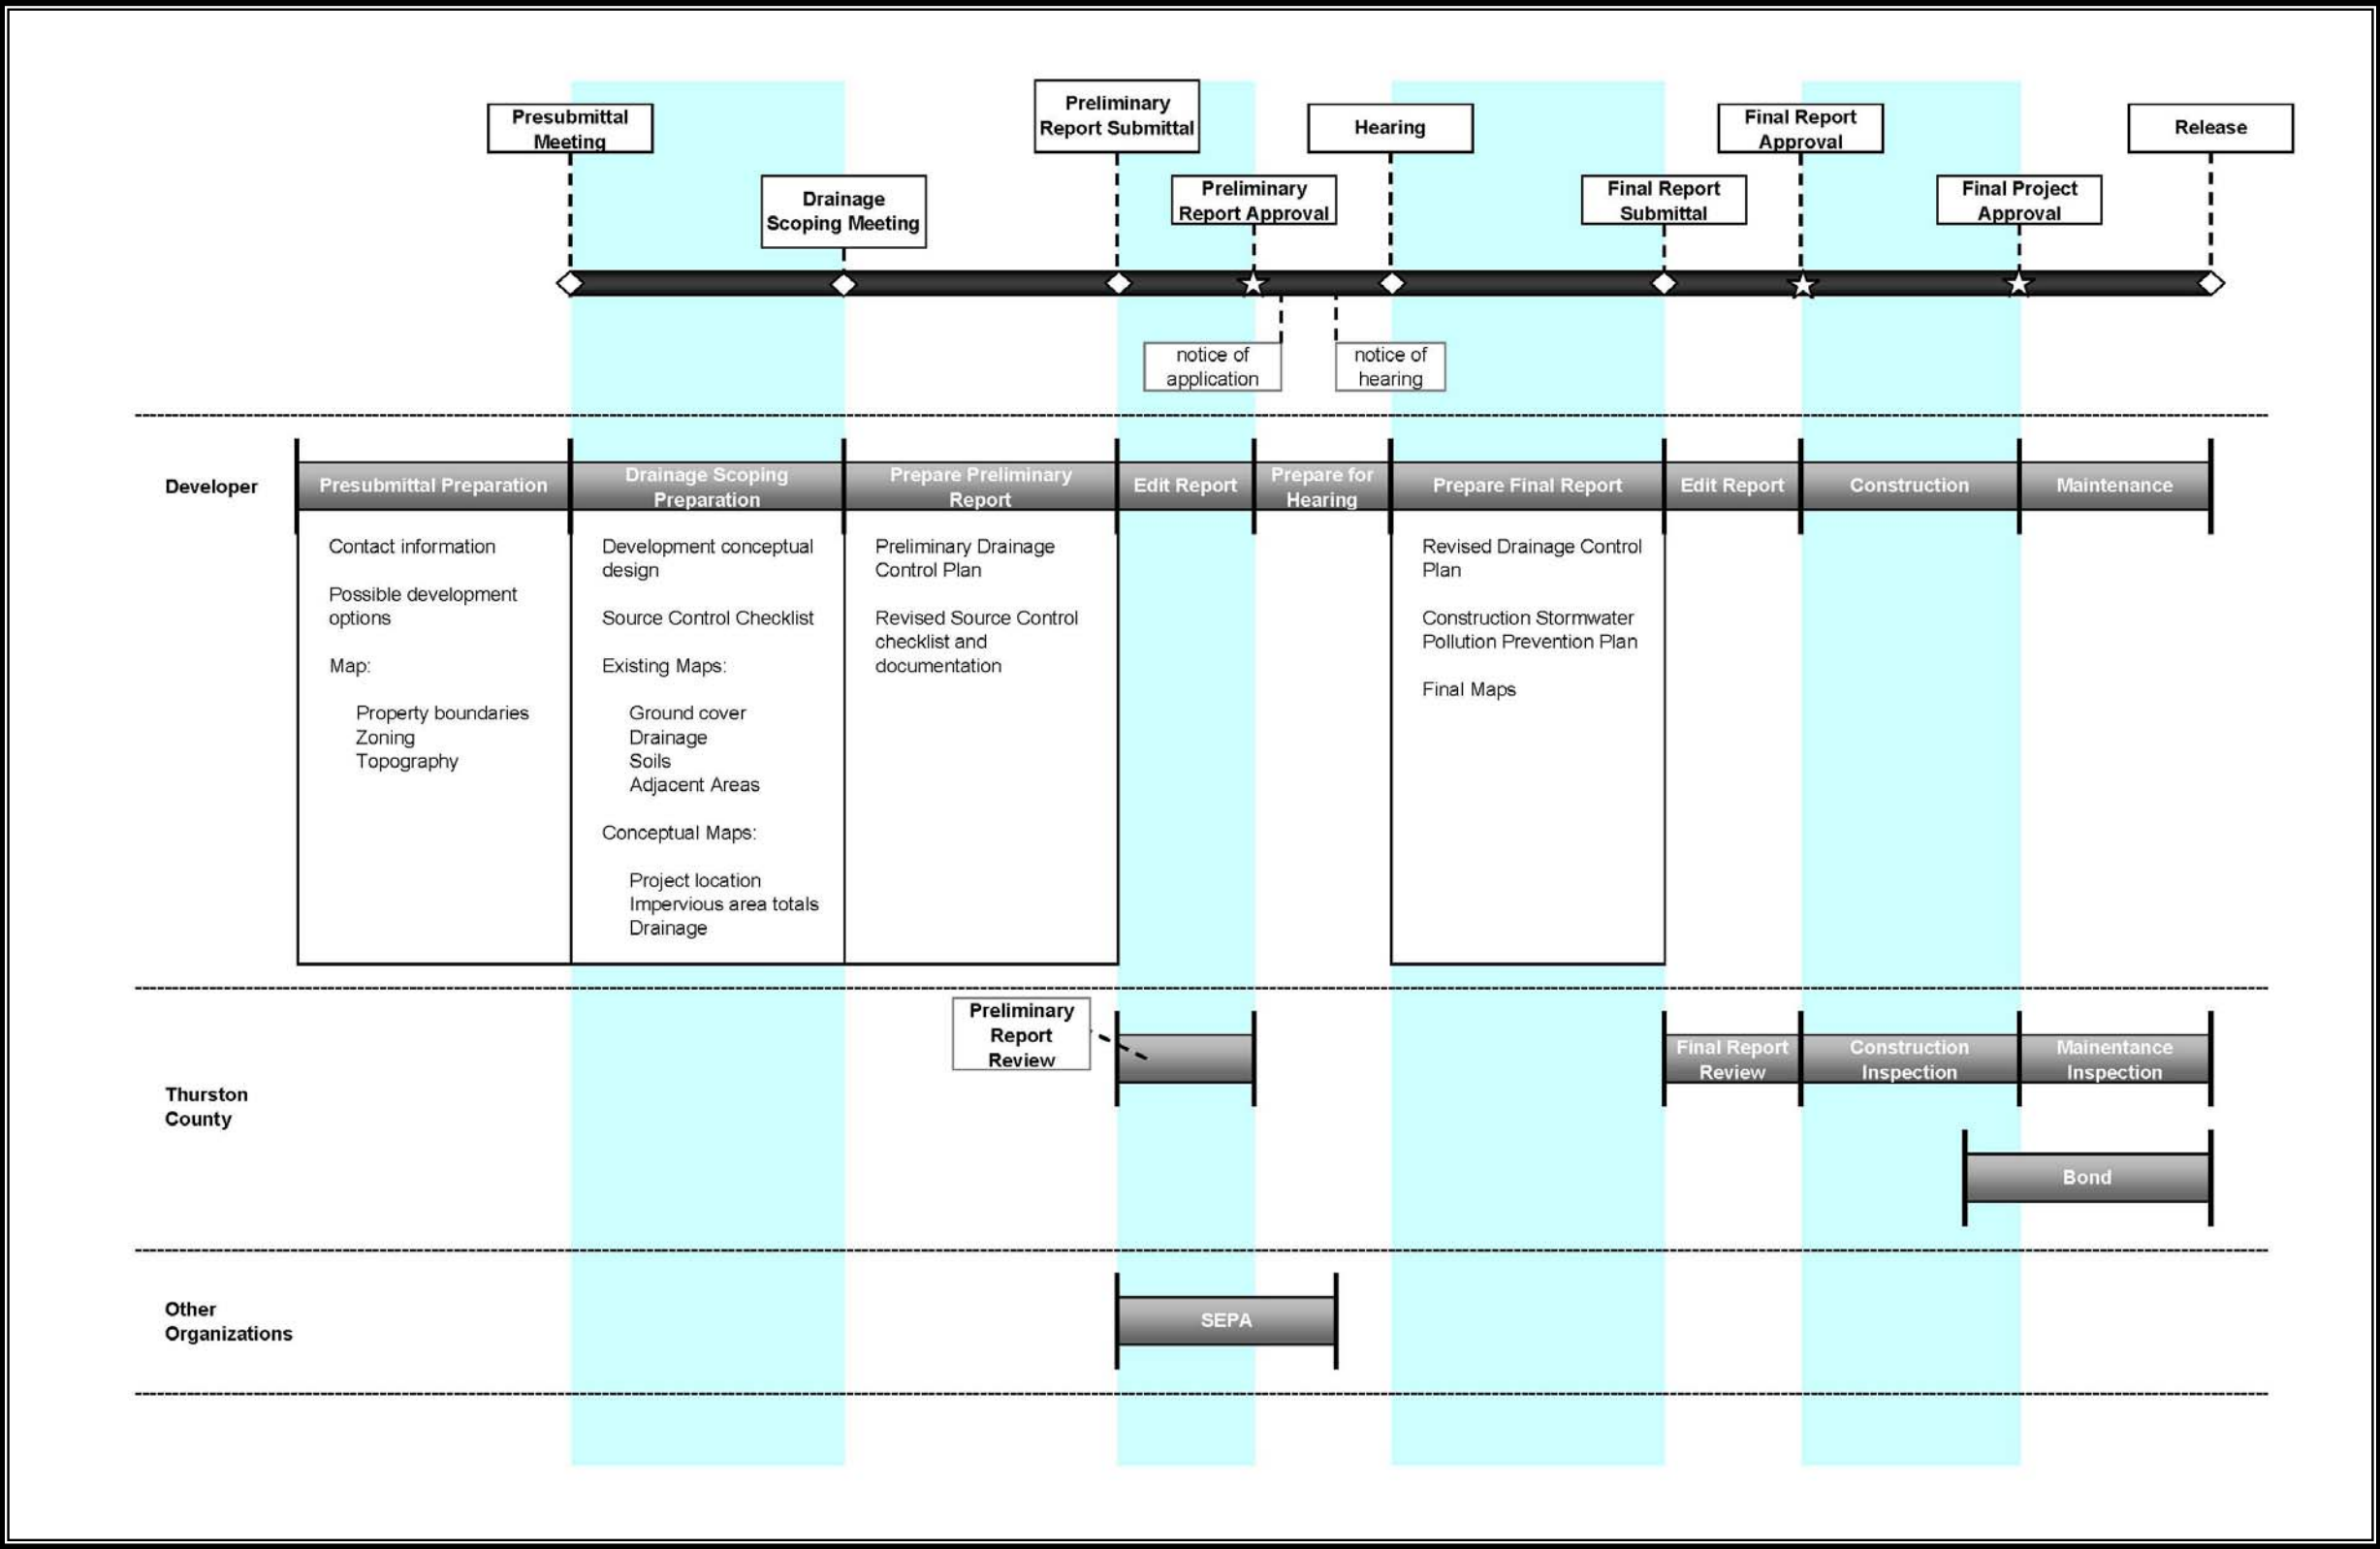 Presubmittal
Meeting
Drainage
Scoping Meeting
Preliminary
Report Submittal
Preliminary
Report Approval
Hearing
Final Report
Submittal
Final Report
Approval
Final Project
Approval
Release
notice of
application
notice of
hearing
Developer
Presubmittal Preparation
Drainage Scoping
Preparation
Prepare Preliminary
Report
Edit Report
Prepare for
Hearing
Prepare Final Report
Edit Report
Construction
Maintenance
Contact information
Possible development
options
Map:
Property boundaries
Zoning
Topography
Development conceptual
design
Source Control Checklist
Existing Maps:
Ground cover
Drainage
Soils
Adjacent Areas
Conceptual Maps:
Project location
Impervious area totals
Drainage
Preliminary Drainage
Control Plan
Revised Source Control
checklist and
documentation
Revised Drainage Control
Plan
Construction Stormwater
Pollution Prevention Plan
Final Maps
Thurston
County
Preliminary
Report
Review
Final Report
Review
Construction
Inspection
Mainentance
Inspection
Bond
Other
Organizations
SEPA